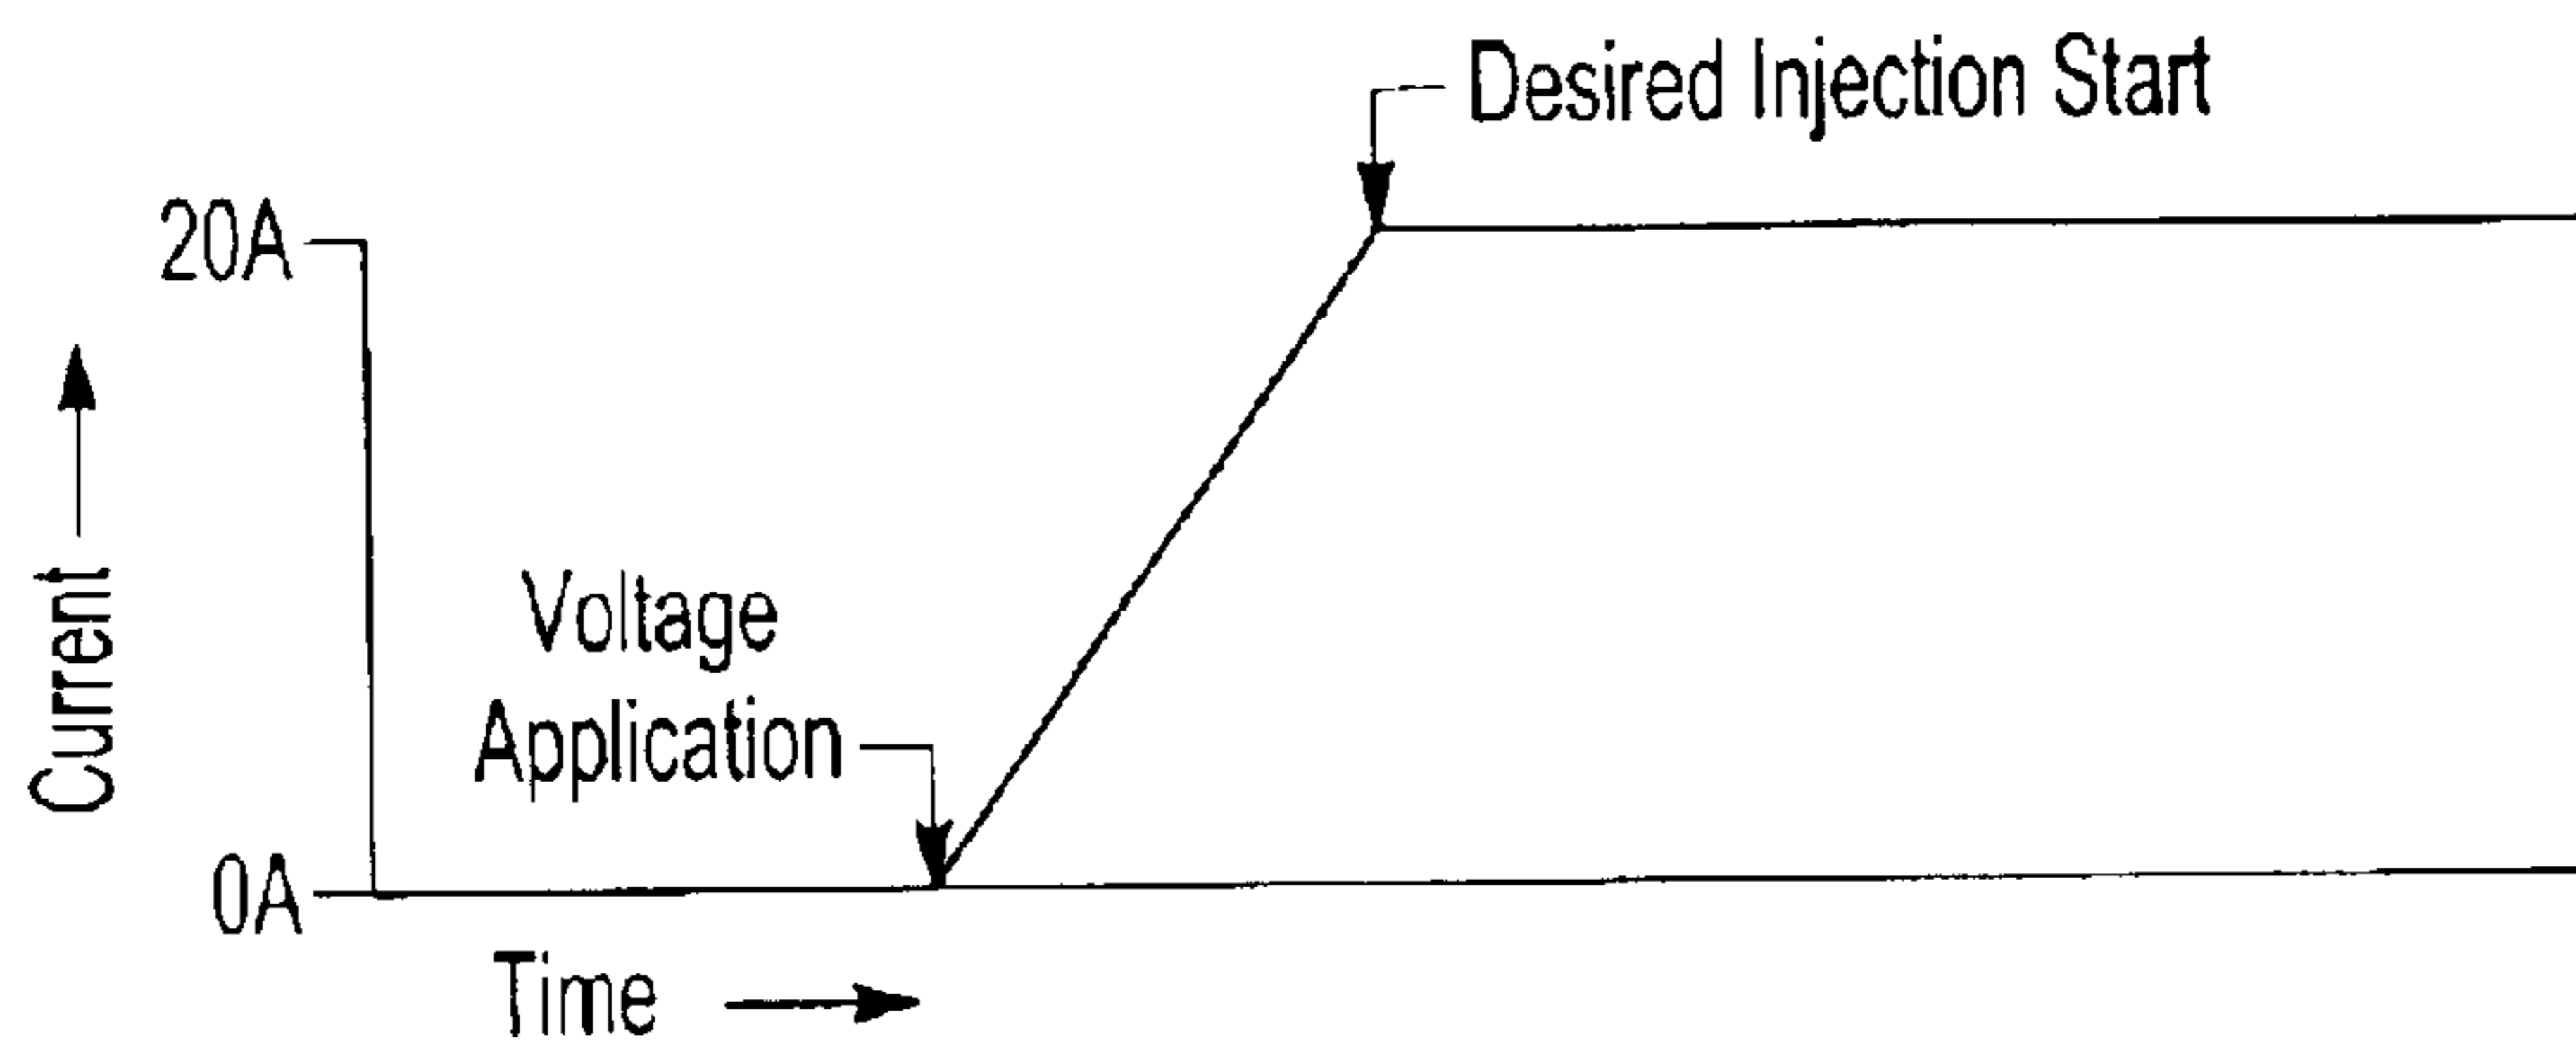 Desired Injection Start
20A
Current
Voltage
Application
0A
Time